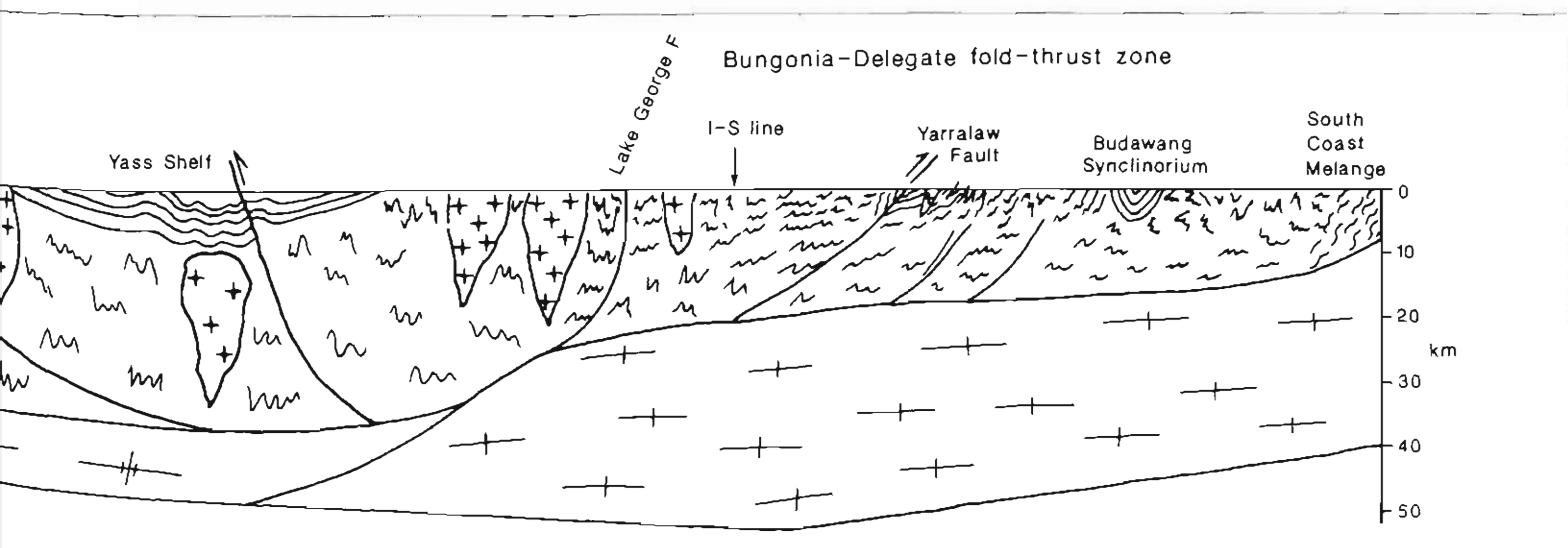 Bungonia-Delegate fold-thrust zone
Lake George F
I-S line
Yass Shelf
Yarralaw
Fault
Budawang
Synclinorium
South
Coast
Melange
0
10
20
km
30
40
50